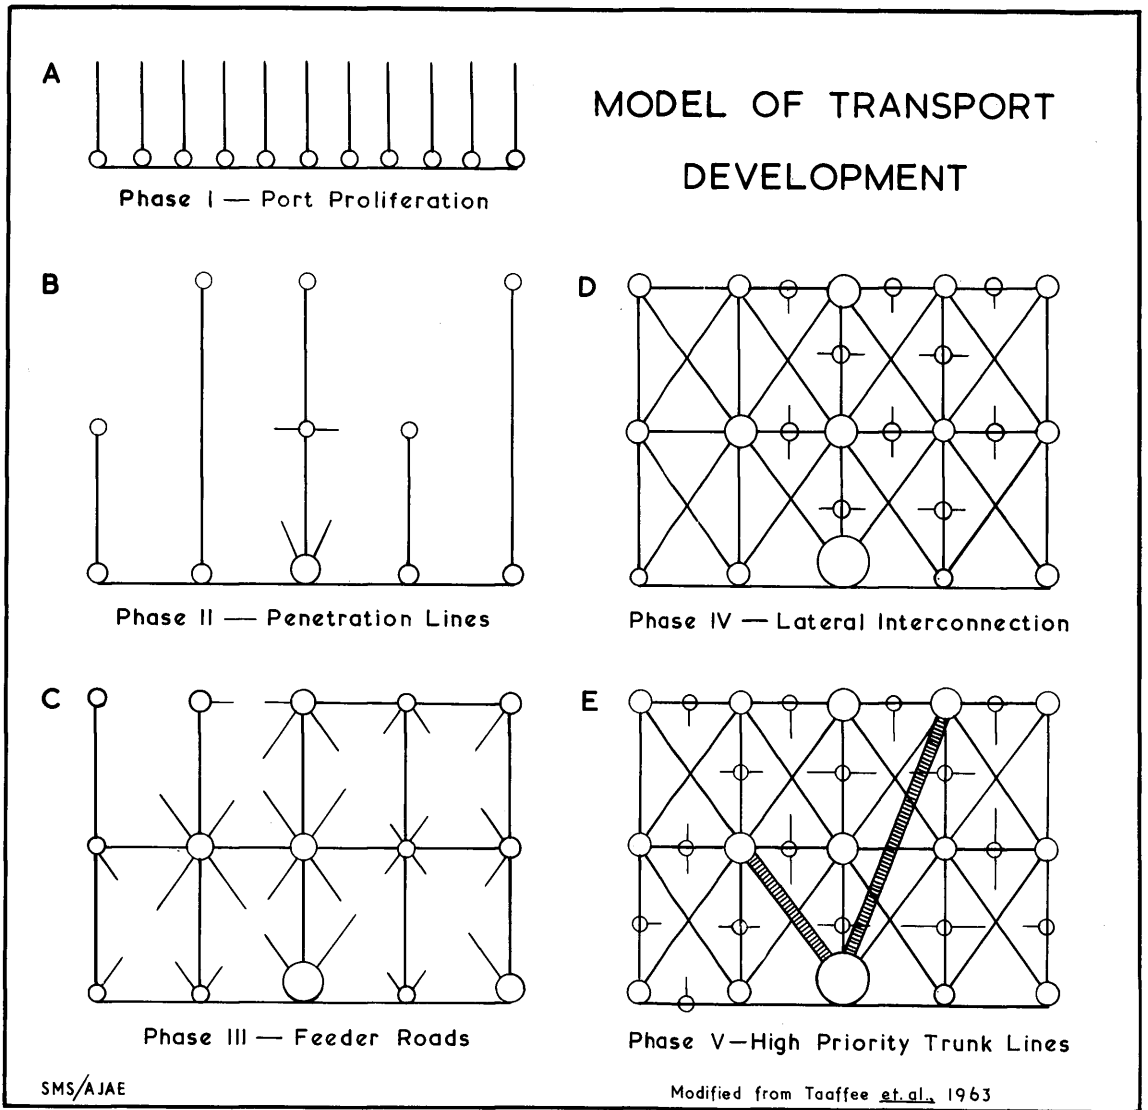 MODEL OF TRANSPORT
DEVELOPMENT
A
Phase I — Port Proliferation
B
Phase II — Penetration Lines
C
Phase III — Feeder Roads
D
Phase IV — Lateral Interconnection
E
Phase V—High Priority Trunk Lines
SMS/AJAE
Modified from Taaffee et. al., 1963